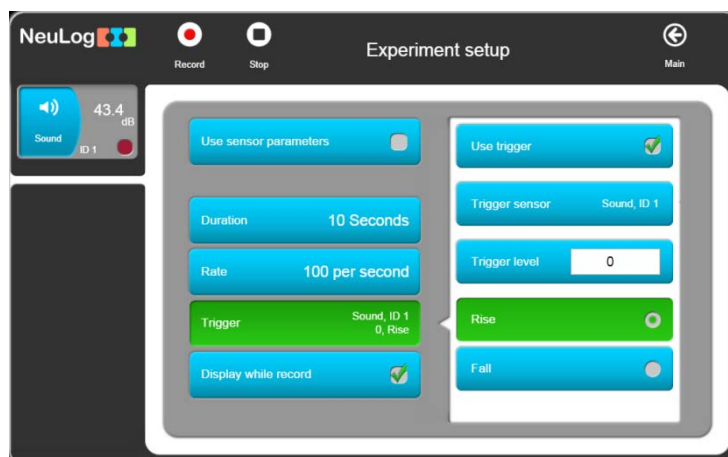 NeuLog
Record
Stop
Experiment setup
Main
43.4
dB
Sound
ID 1
Use sensor parameters
Duration 10 Seconds
Rate 100 per second
Trigger Sound, ID 1
0, Rise
Display while record
Use trigger
Trigger sensor Sound, ID 1
Trigger level 0
Rise
Fall